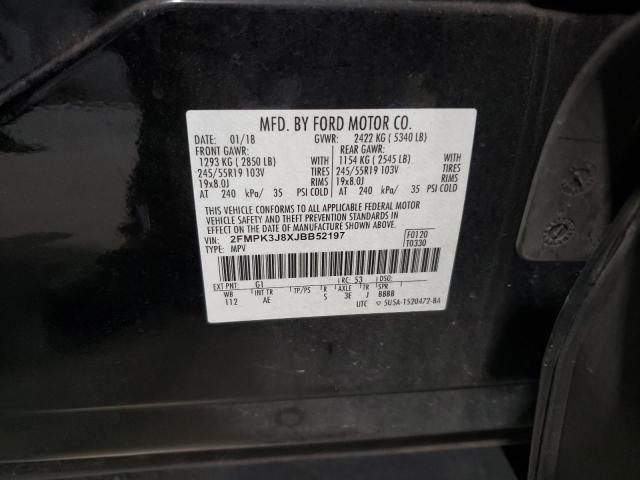 MFD. BY FORD MOTOR CO.
DATE: 01/18 GVWR: 2422 KG ( 5340 LB)
FRONT GAWR: REAR GAWR:
1293 KG ( 2850 LB) WITH 1154 KG ( 2545 LB) WITH
245/55R19 103V TIRES 245/55R19 103V TIRES
19x8.0J RIMS 19x8.0J RIMS
AT 240 kPa/ 35 PSI COLD AT 240 kPa/ 35 PSI COLD
THIS VEHICLE CONFORMS TO ALL APPLICABLE FEDERAL MOTOR
VEHICLE SAFETY AND THEFT PREVENTION STANDARDS IN
EFFECT ON THE DATE OF MANUFACTURE SHOWN ABOVE.
VIN: 2FMPK3J8XJBB52197 F0120
TYPE: MPV T0330
EXT PNT: G1 RC: 53 DSO:
WB INT TR TP/PS R AXLE TR SPR
112 AE S 3E J BBBB
UTC 5U5A-1520472-BA